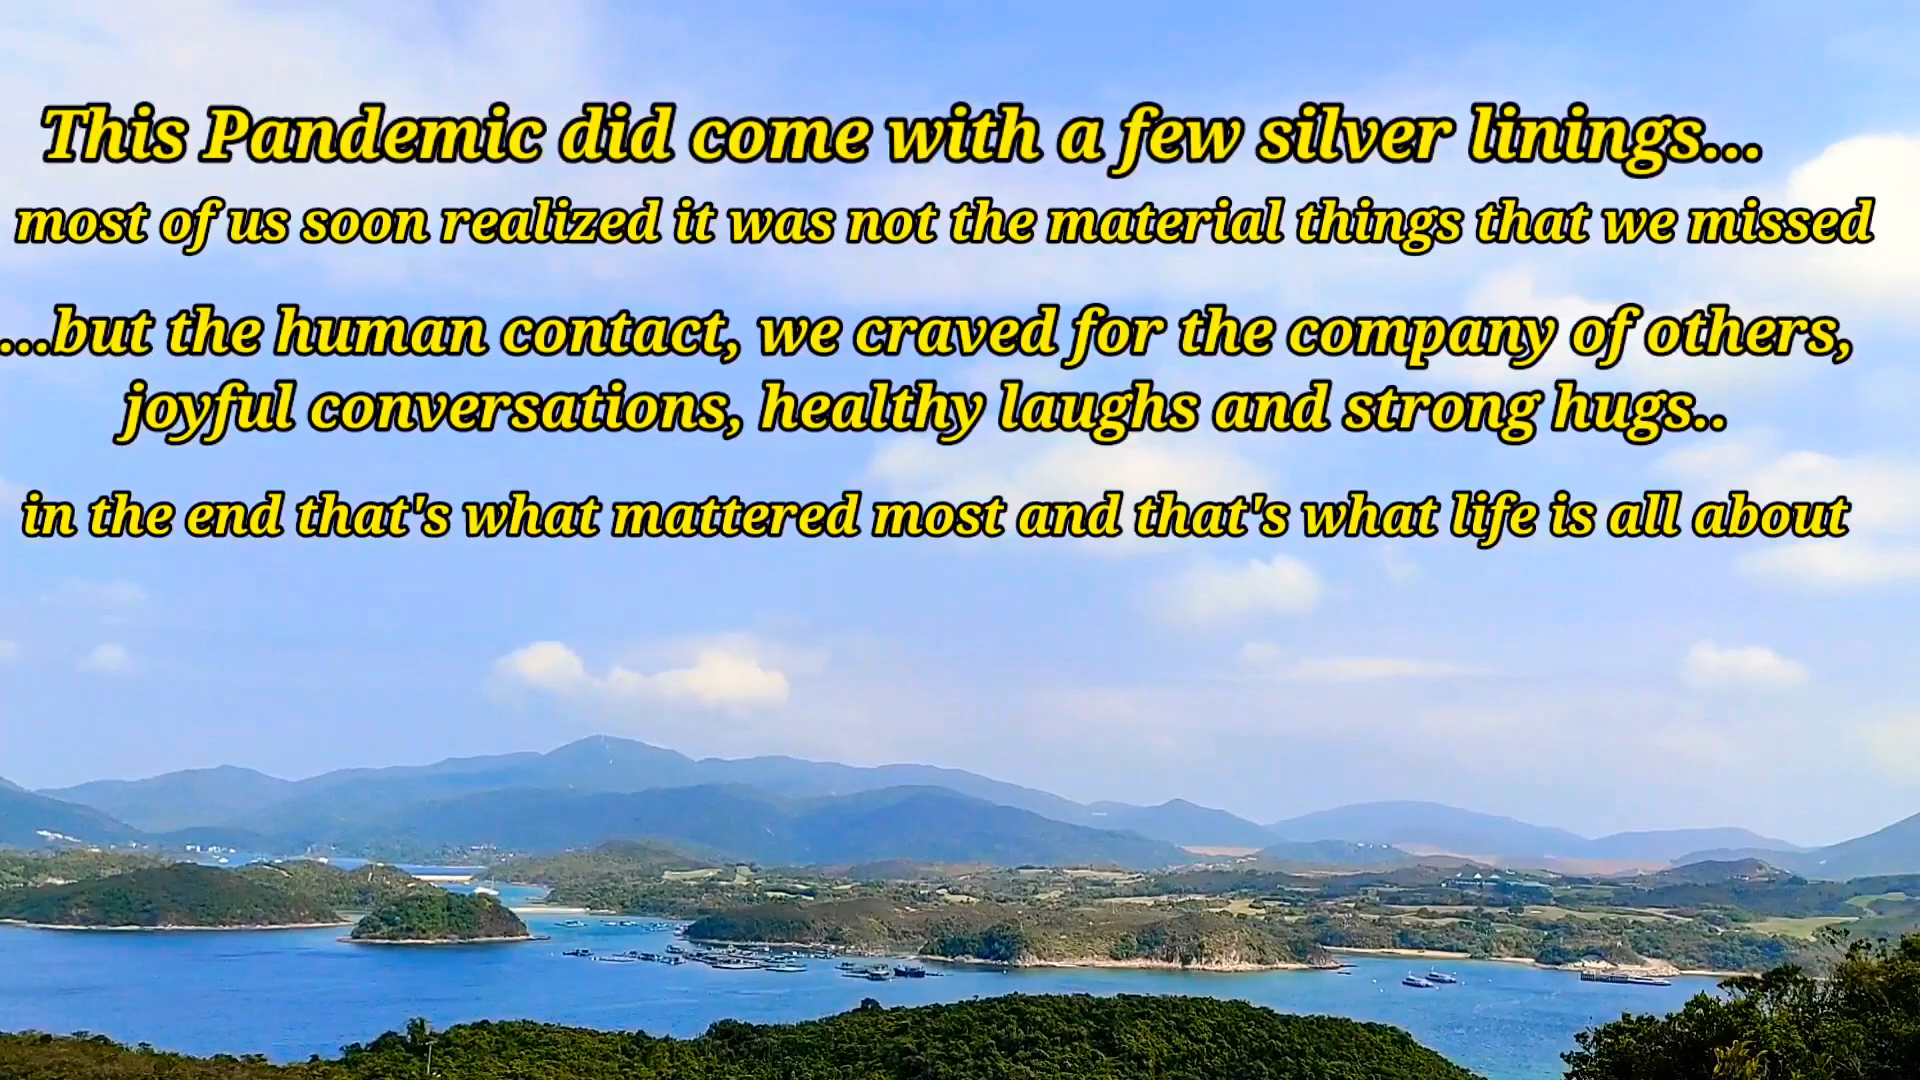 This Pandemic did come with a few silver linings...
most of us soon realized it was not the material things that we missed
...but the human contact, we craved for the company of others,
joyful conversations, healthy laughs and strong hugs..
in the end that's what mattered most and that's what life is all about